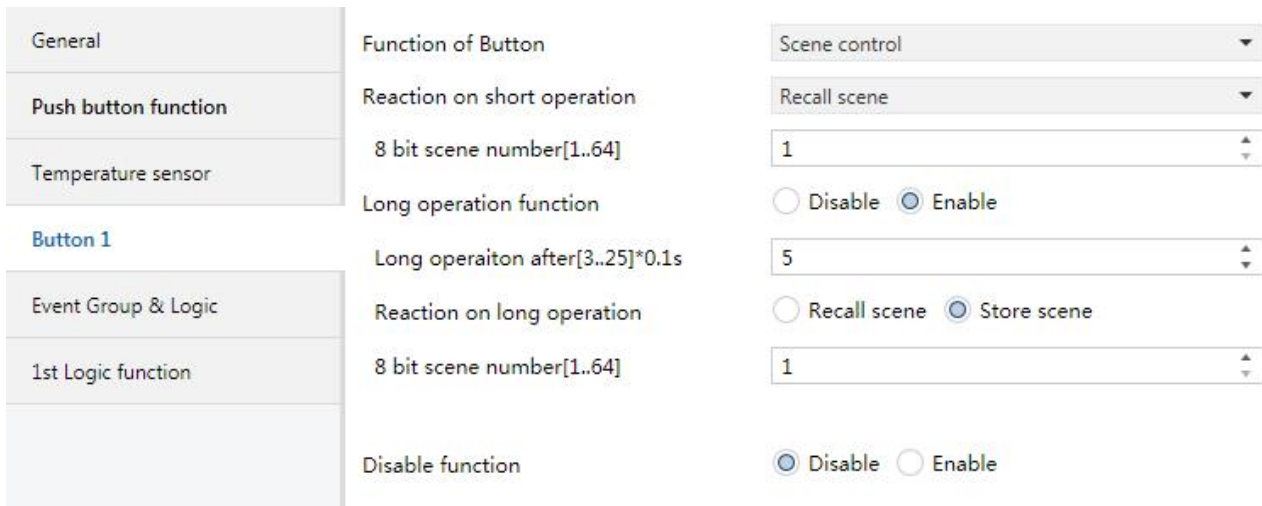 General
Push button function
Temperature sensor
Button 1
Event Group & Logic
1st Logic function
Function of Button Scene control
Reaction on short operation Recall scene
8 bit scene number[1..64] 1
Long operation function Disable Enable
Long operaiton after[3..25]*0.1s 5
Reaction on long operation Recall scene Store scene
8 bit scene number[1..64] 1
Disable function Disable Enable